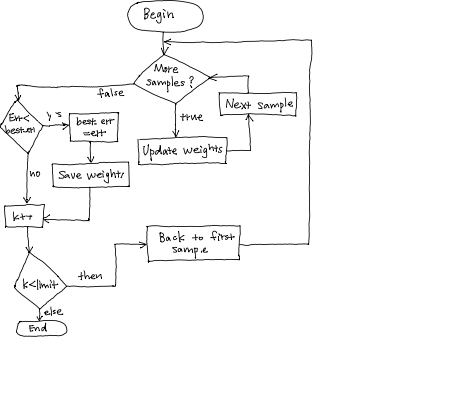 Begin
More
samples?
false
true
Next sample
Update weights
Err<
best.err
yes
best.err
=err
no
Save weights
k++
Back to first
sample
k<limit
then
else
End